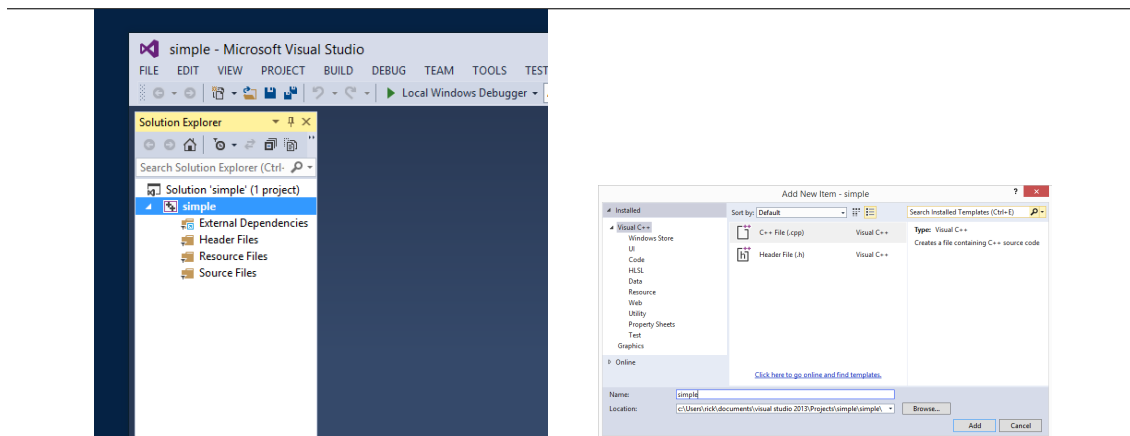 simple - Microsoft Visual Studio
FILE EDIT VIEW PROJECT BUILD DEBUG TEAM TOOLS TEST
Local Windows Debugger
Solution Explorer
Search Solution Explorer (Ctrl-
Solution 'simple' (1 project)
simple
External Dependencies
Header Files
Resource Files
Source Files
Add New Item - simple
Installed
Sort by: Default
Search Installed Templates (Ctrl+E)
Visual C++
Windows Store
UI
Code
HLSL
Data
Resource
Web
Utility
Property Sheets
Test
Graphics
Online
C++ File (.cpp) Visual C++
Header File (.h) Visual C++
Type: Visual C++
Creates a file containing C++ source code
Click here to go online and find templates.
Name: simple
Location: c:\Users\rick\documents\visual studio 2013\Projects\simple\simple\
Browse...
Add Cancel